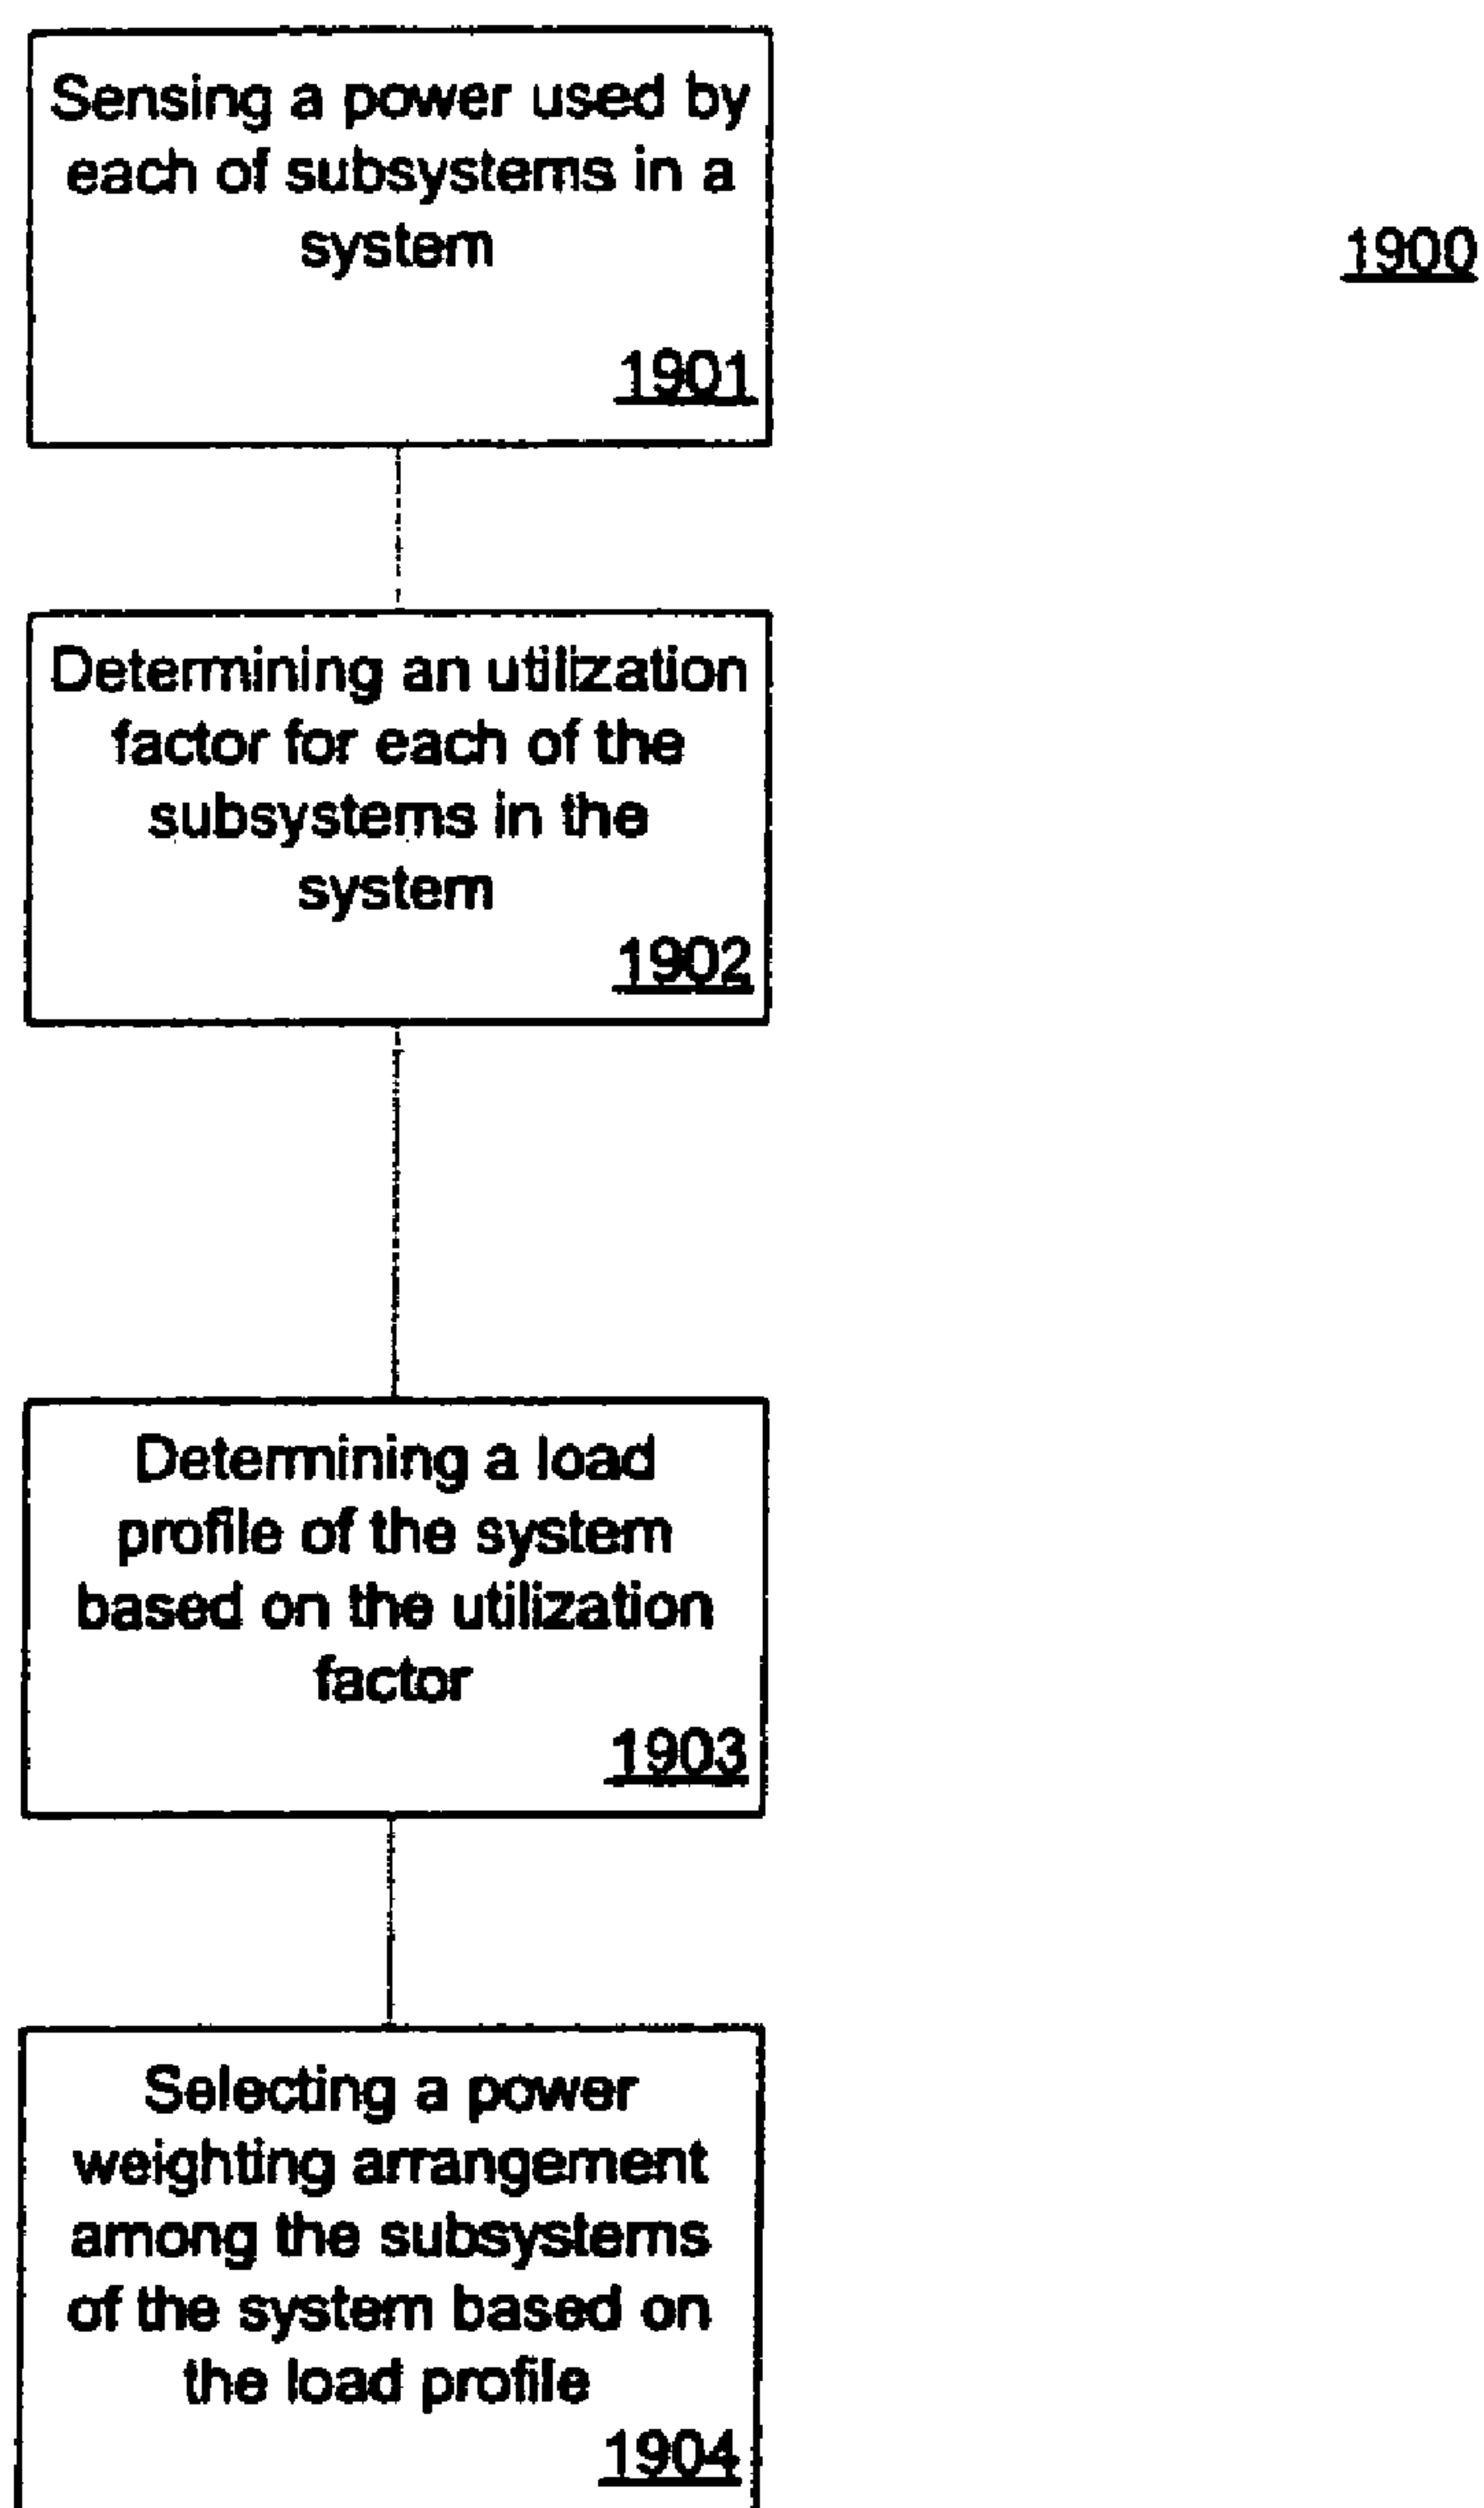 Sensing a power used by
each of subsystems in a
system
1900
1901
Determining an utilization
factor for each of the
subsystems in the
system
1902
Determining a load
profile of the system
based on the utilization
factor
1903
Selecting a power
weighting arrangement
among the subsystems
of the system based on
the load profile
1904